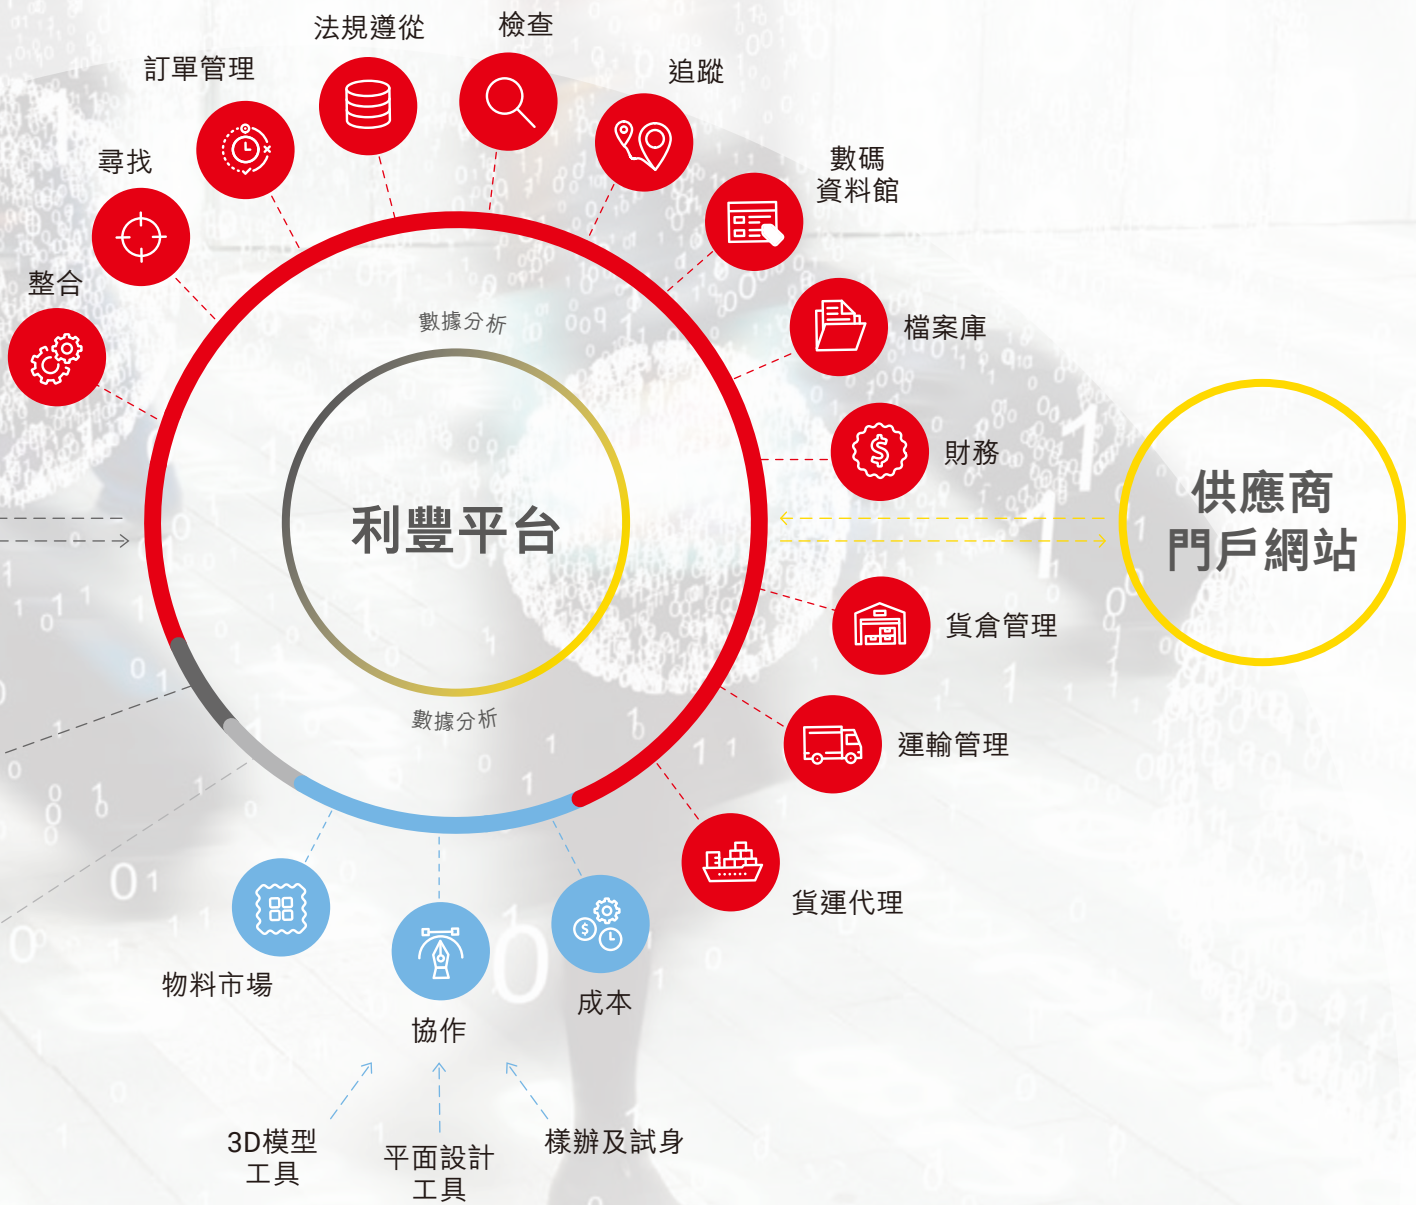 法規遵從
檢查
訂單管理
追蹤
尋找
數碼
資料館
整合
檔案庫
數據分析
財務
利豐平台
供應商
門戶網站
貨倉管理
數據分析
運輸管理
貨運代理
物料市場
成本
協作
3D模型
工具
平面設計
工具
樣辦及試身